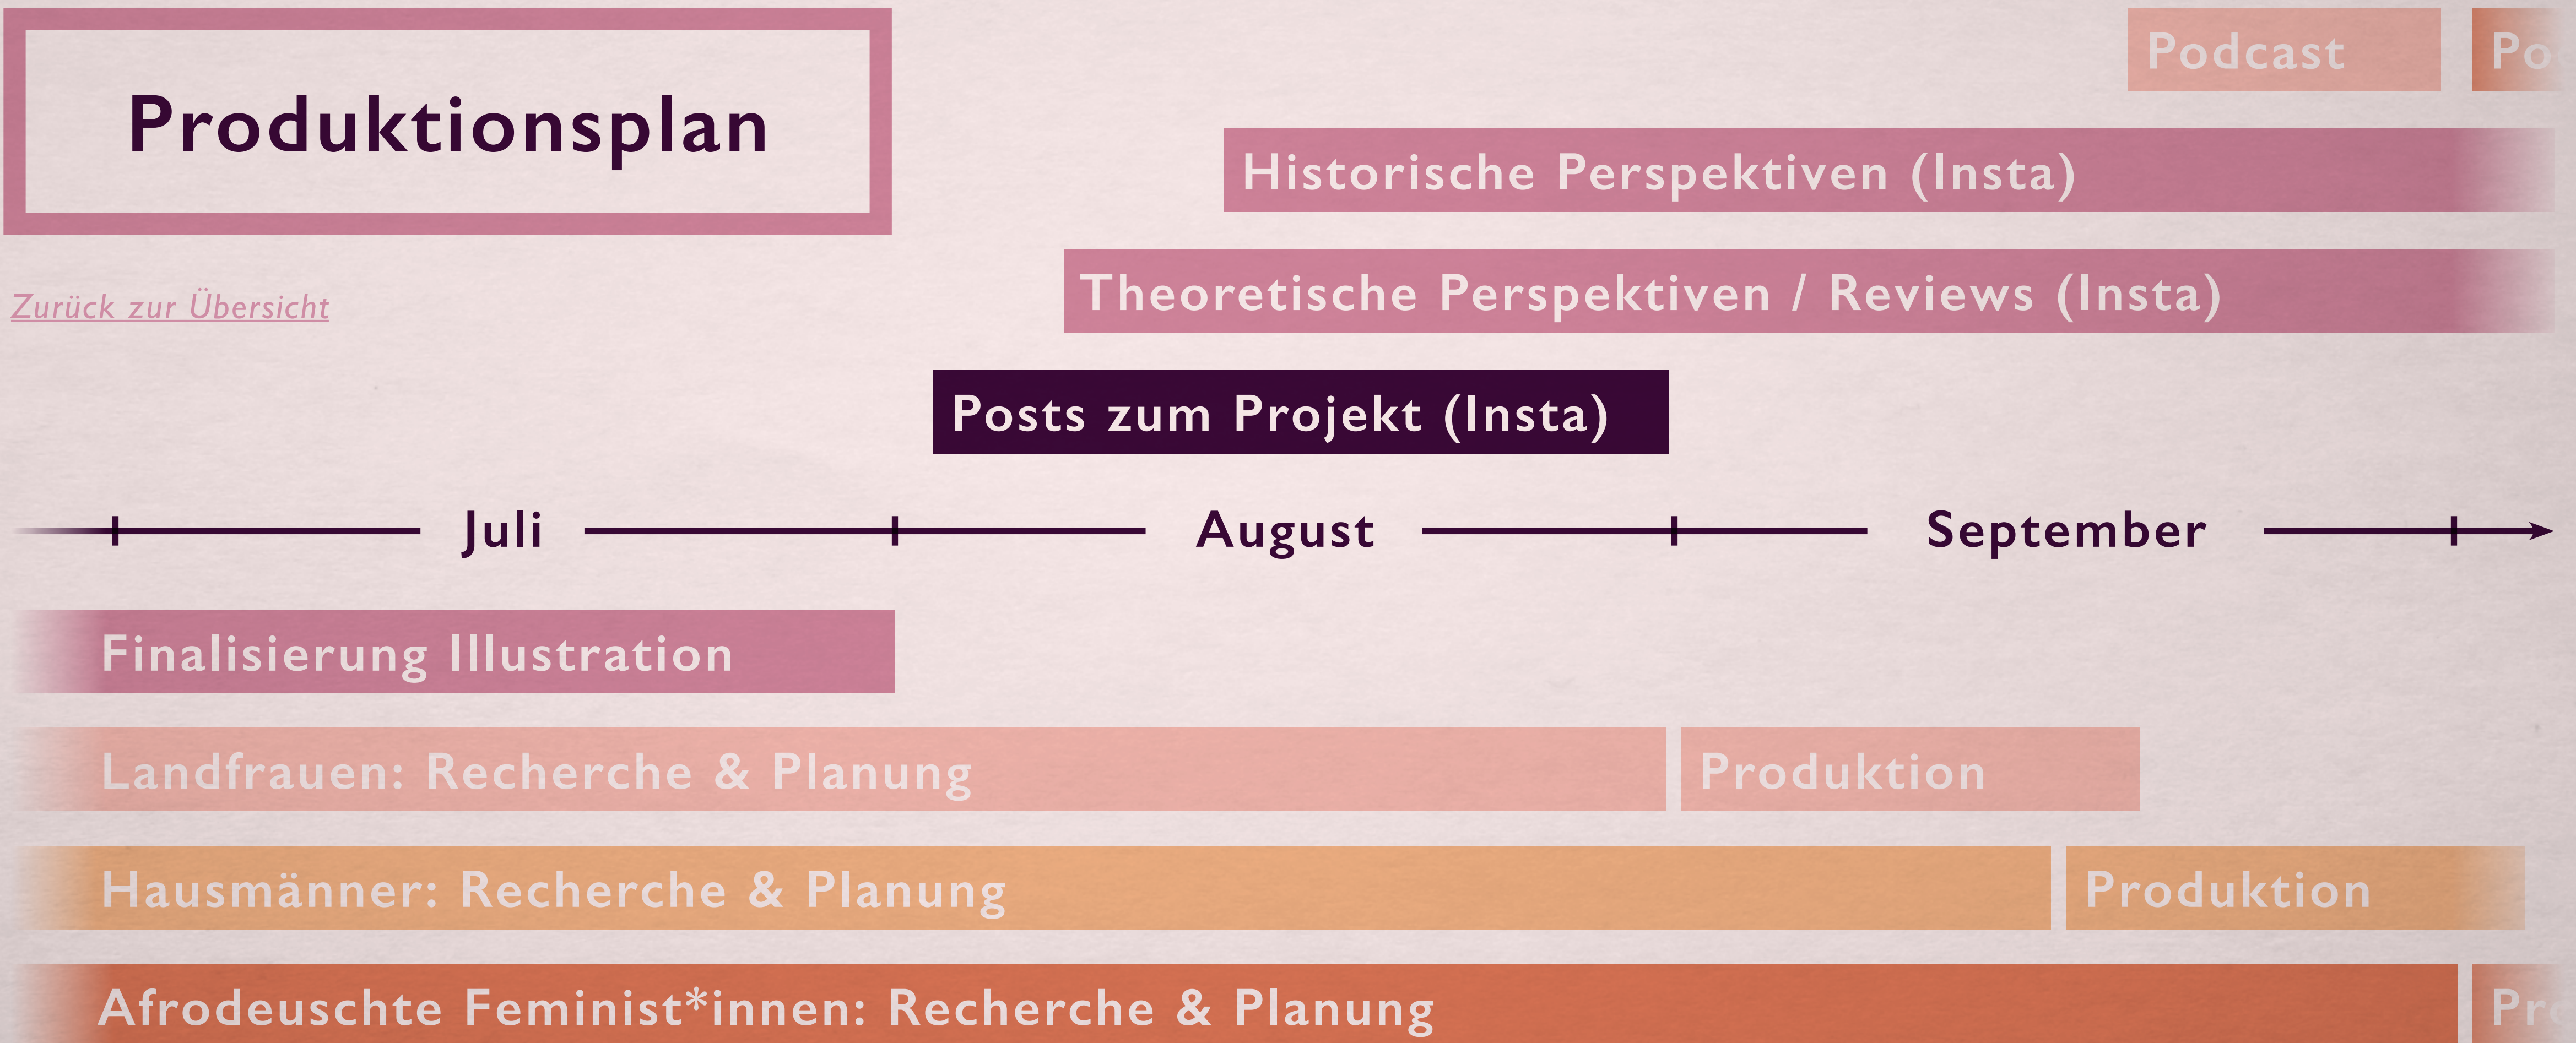 Produktionsplan
Zurück zur Übersicht
Podcast
Historische Perspektiven (Insta)
Theoretische Perspektiven / Reviews (Insta)
Posts zum Projekt (Insta)
Juli August September
Finalisierung Illustration
Landfrauen: Recherche & Planung Produktion
Hausmänner: Recherche & Planung Produktion
Afrodeuschte Feminist*innen: Recherche & Planung